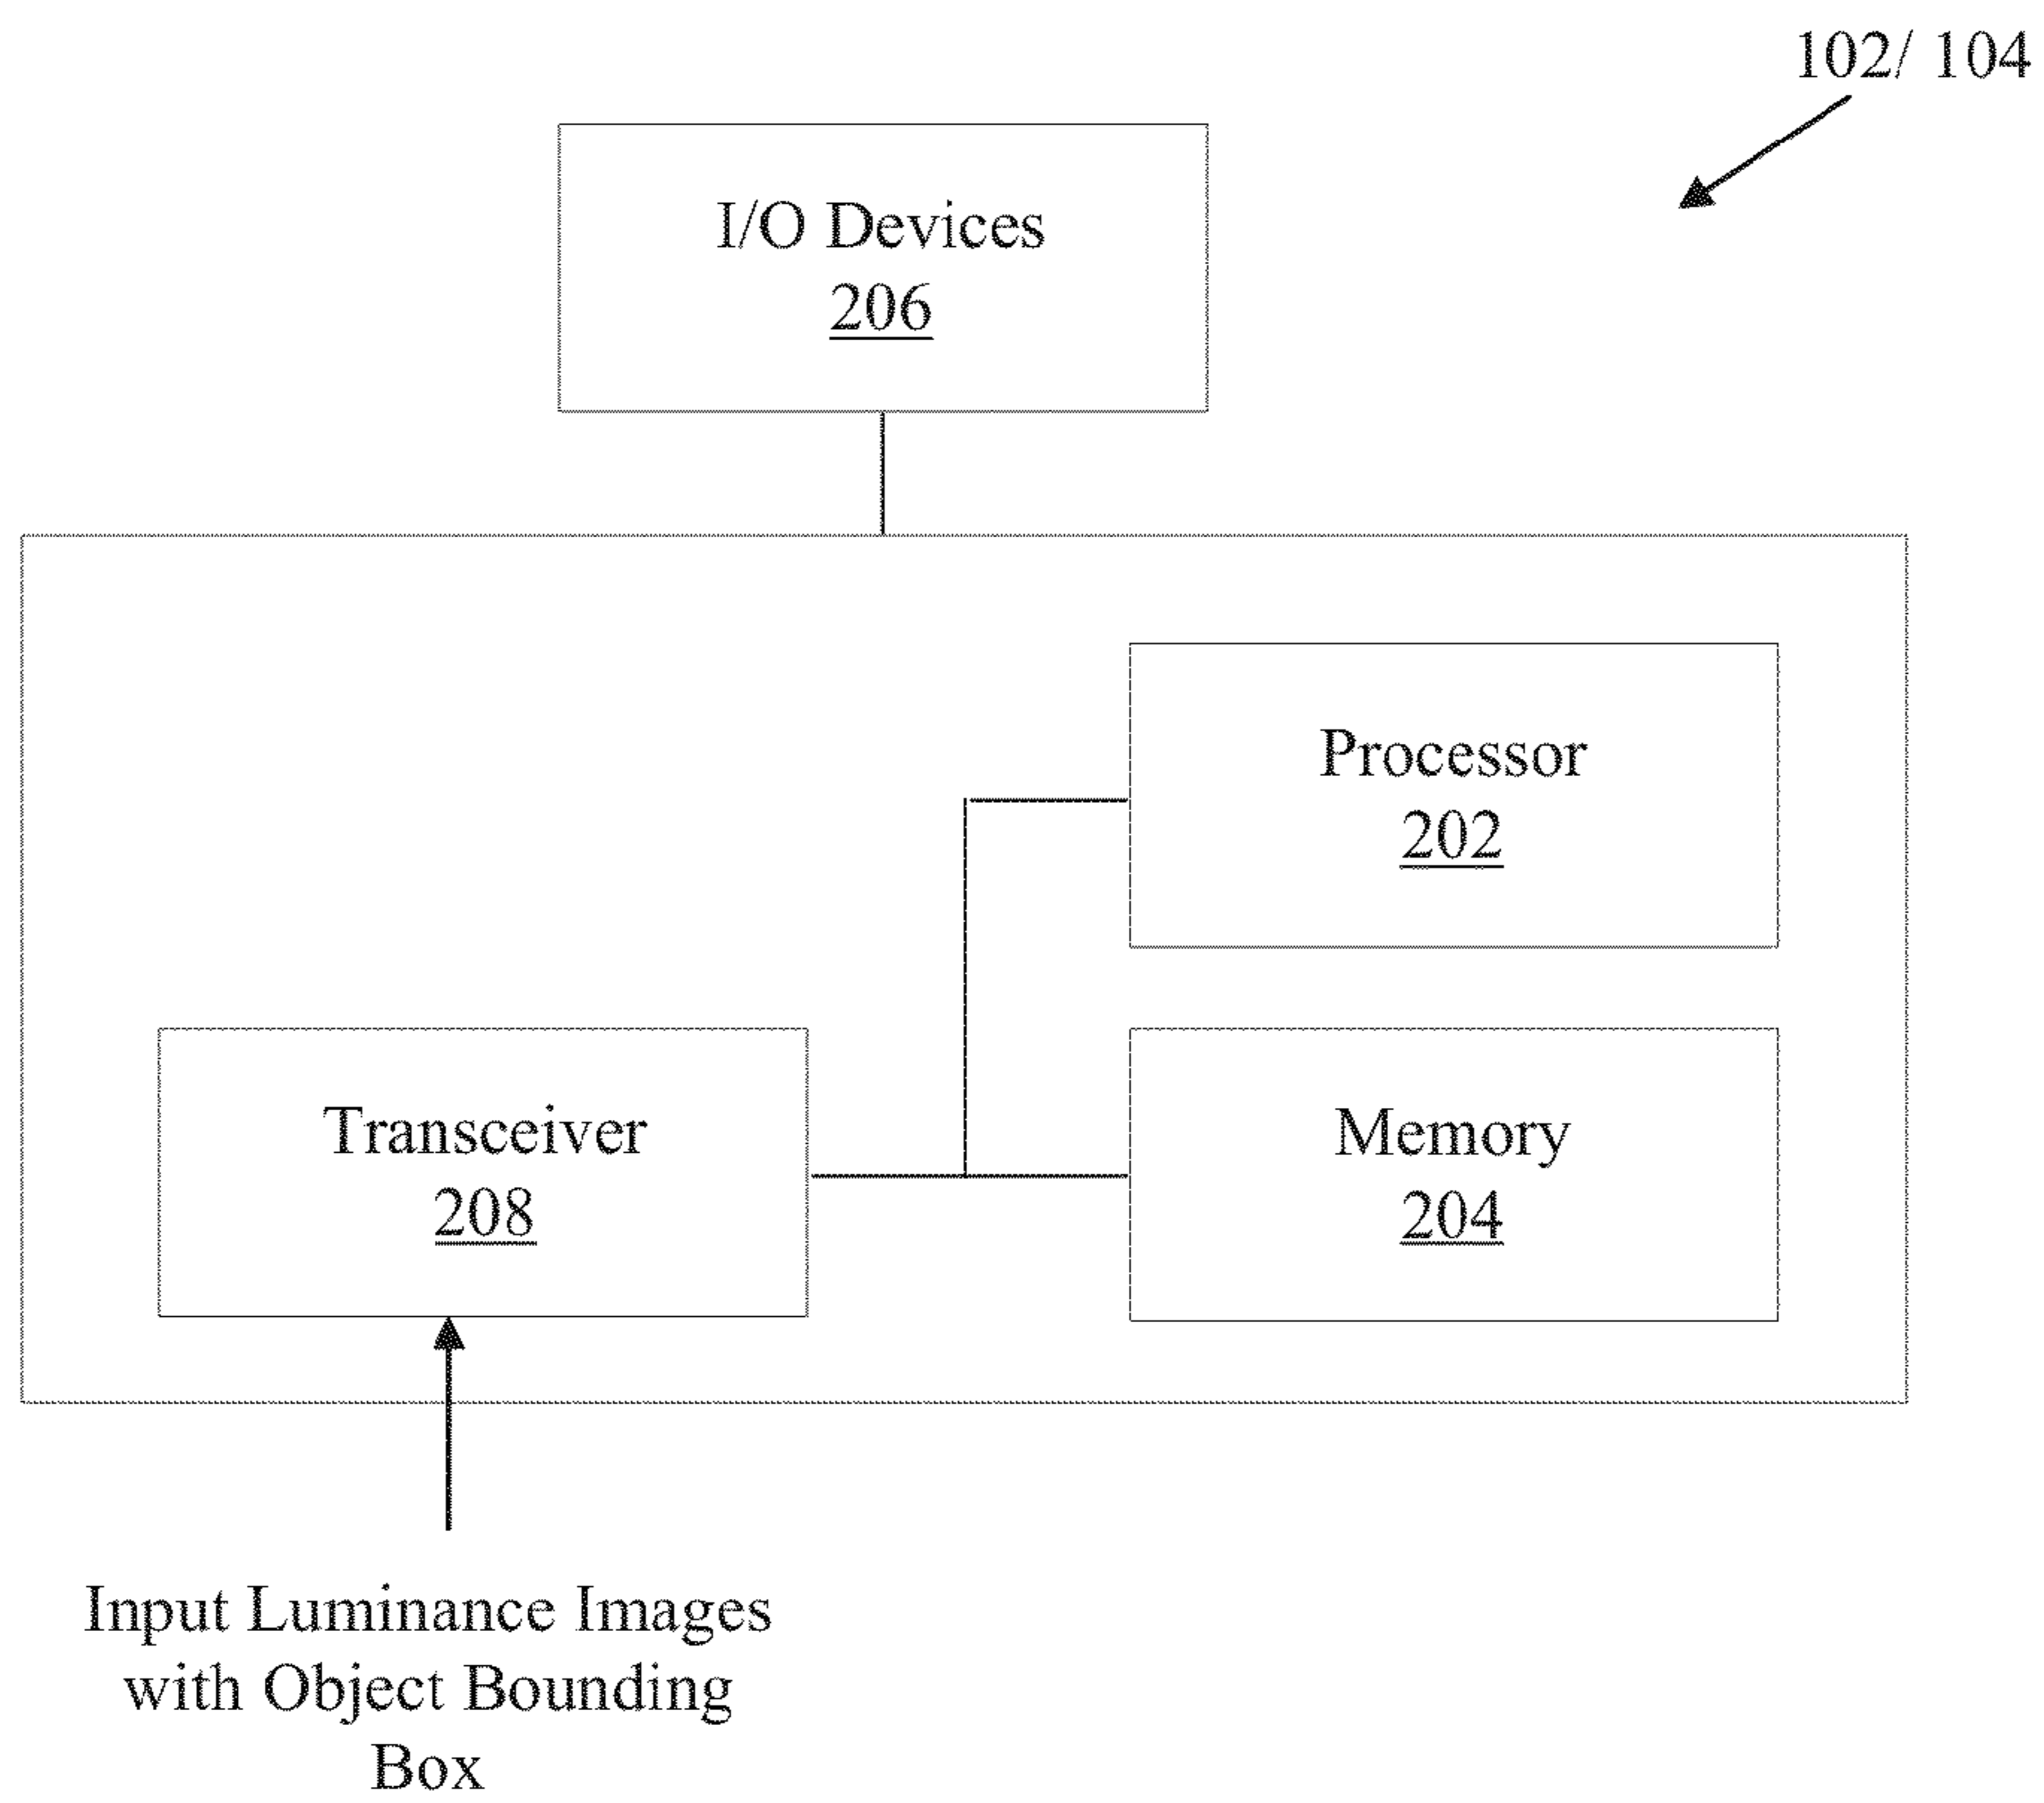 102/ 104
I/O Devices
206
Processor
202
Transceiver
208
Memory
204
Input Luminance Images
with Object Bounding
Box